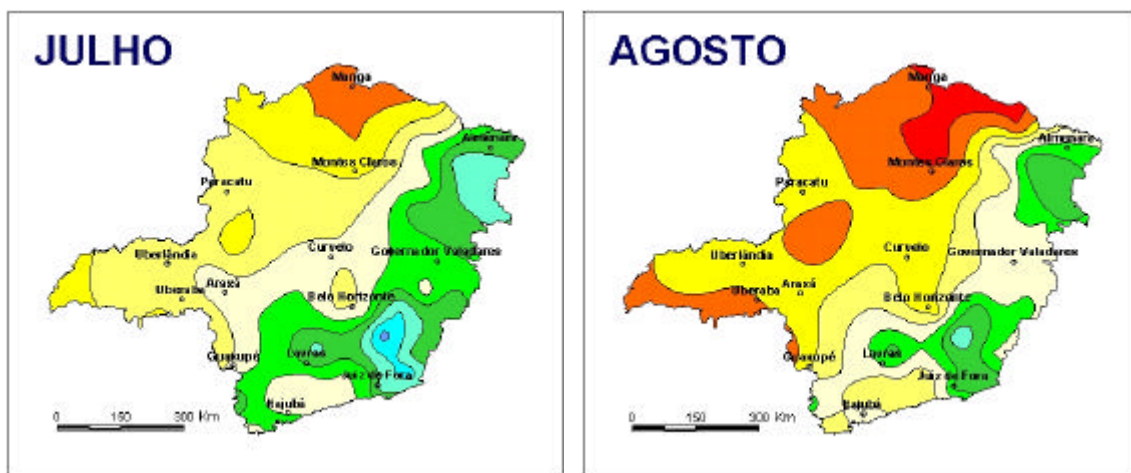 JULHO
Manga
Almenara
Montes Claros
Paracatu
Curvelo
Governador Valadares
Uberlândia
Araxá
Uberaba
Belo Horizonte
Guaxupé
Lavras
Juiz de Fora
Itajubá
0 150 300 Km
AGOSTO
Manga
Almenara
Montes Claros
Paracatu
Curvelo
Governador Valadares
Uberlândia
Araxá
Uberaba
Belo Horizonte
Guaxupé
Lavras
Juiz de Fora
Itajubá
0 150 300 Km